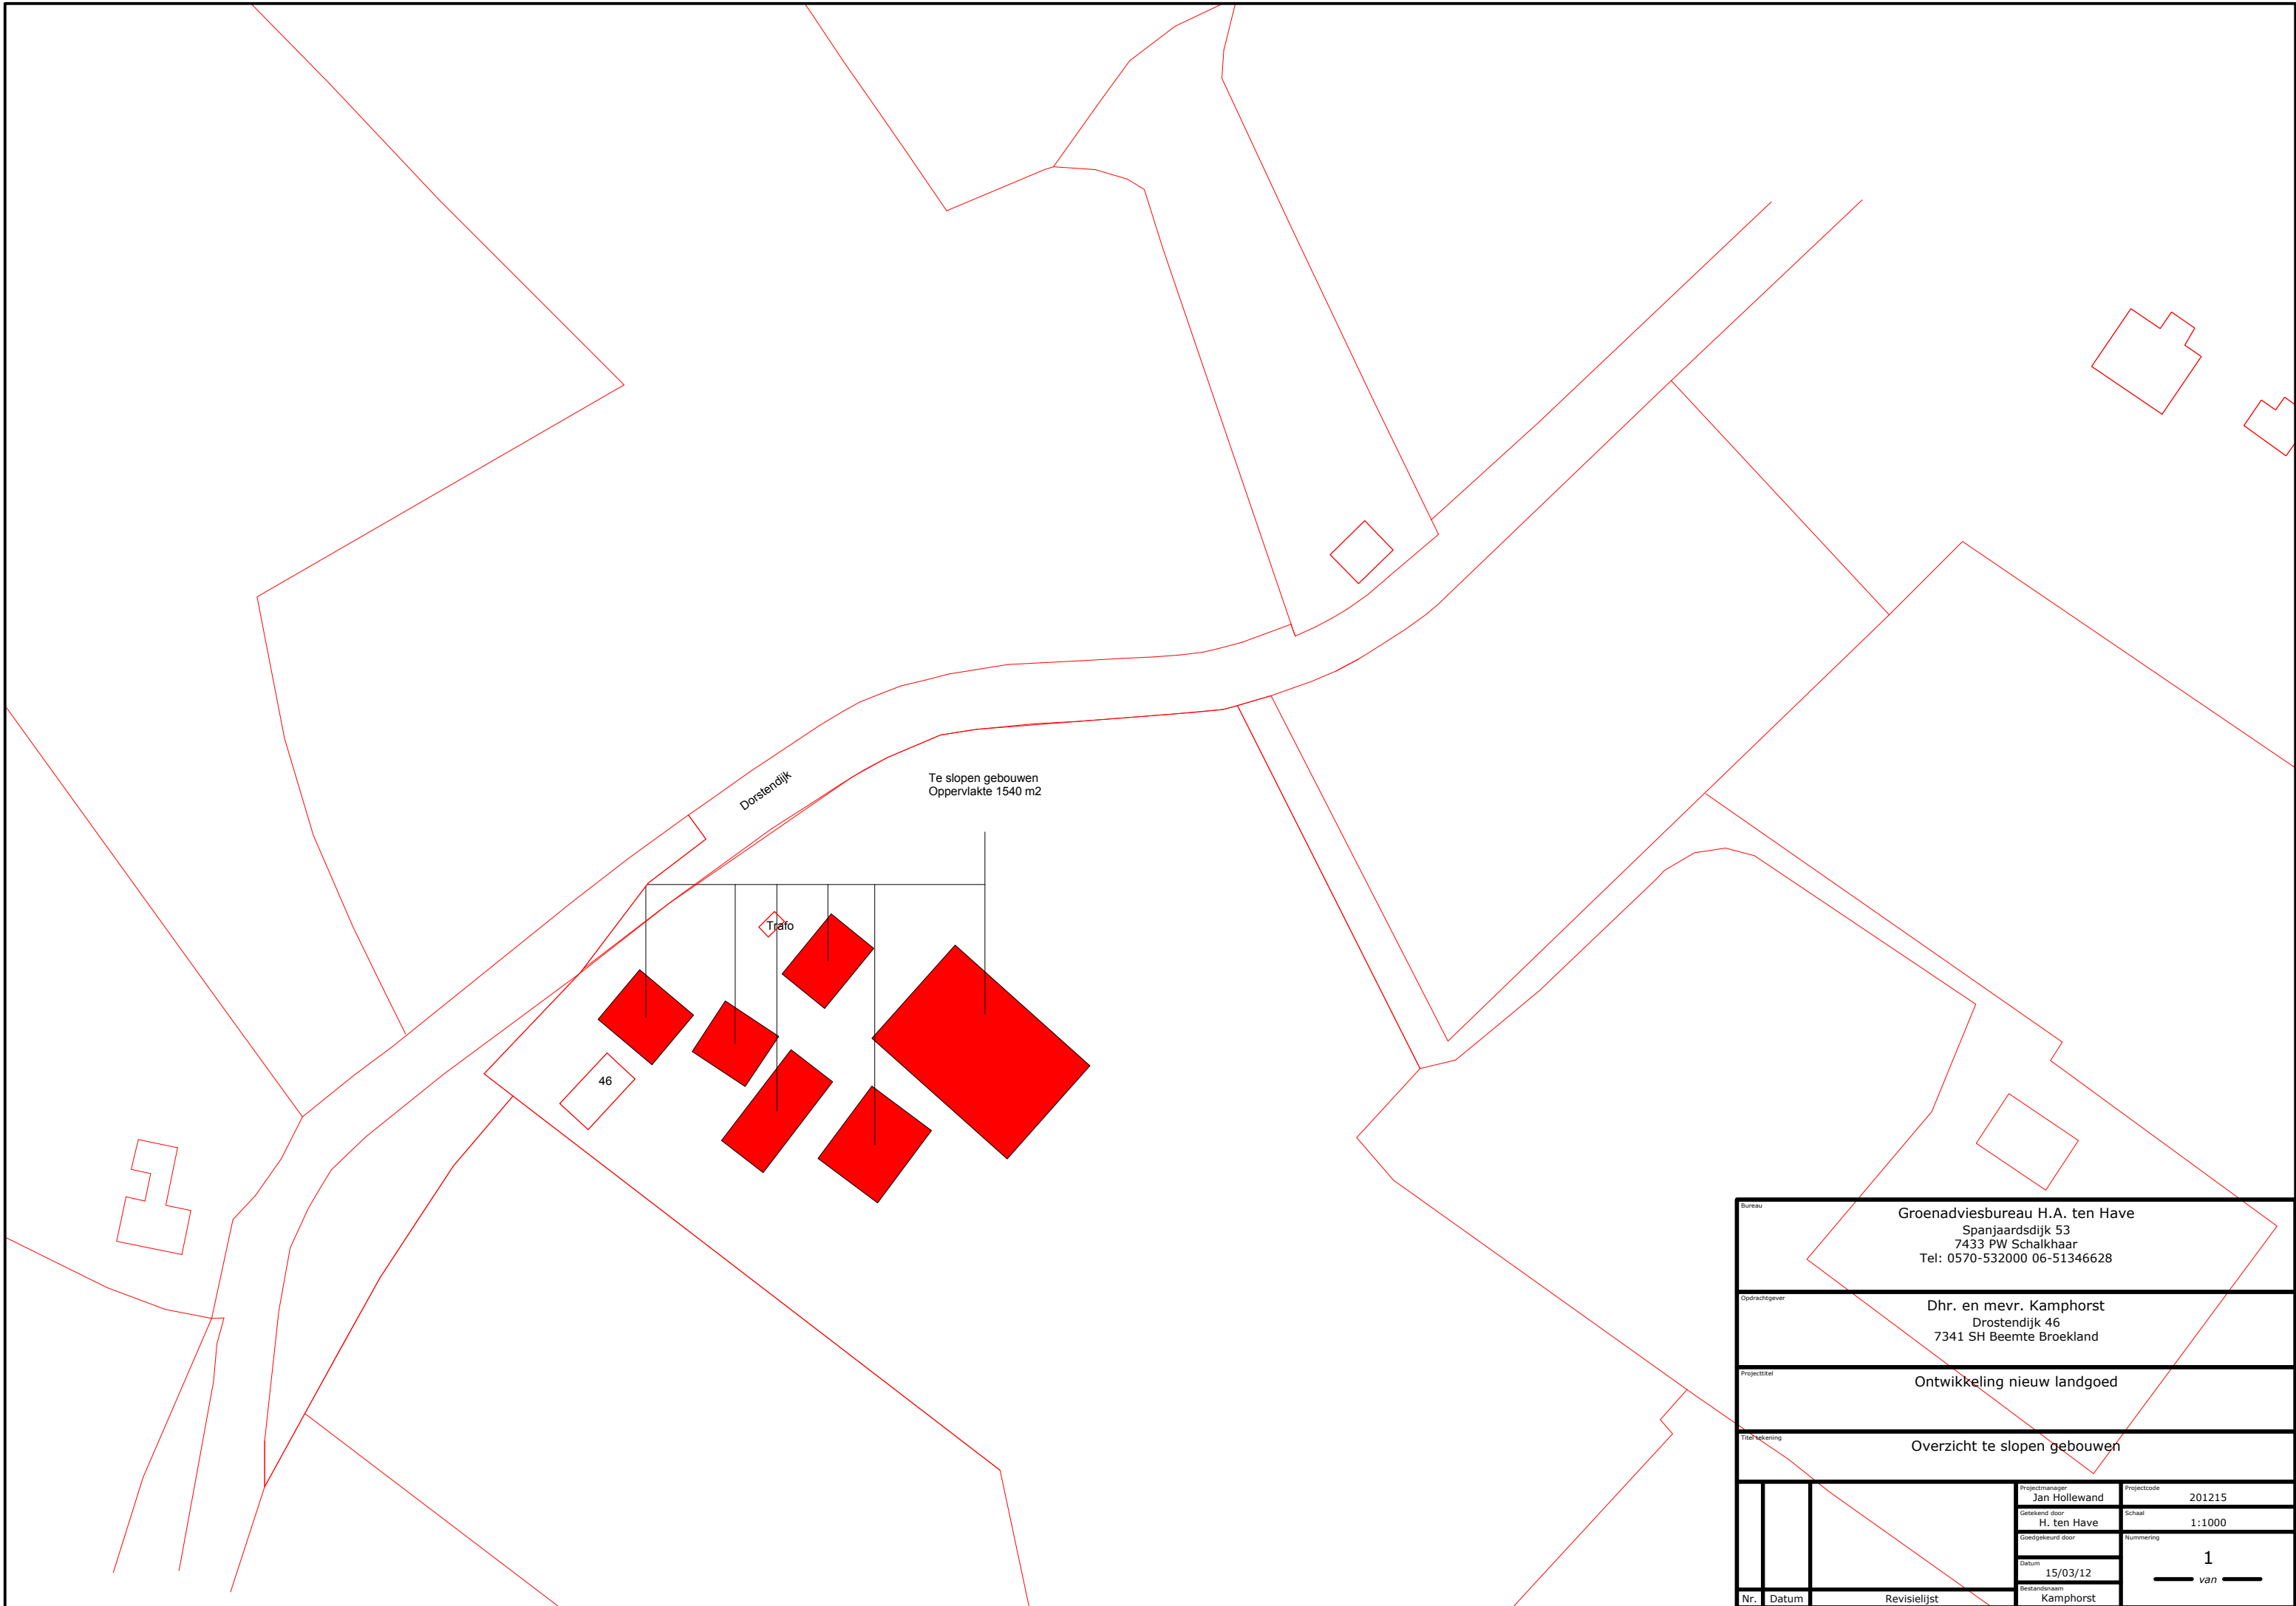 Te slopen gebouwen
Oppervlakte 1540 m2
Dorstendijk
Trafo
46
Bureau
Groenadviesbureau H.A. ten Have
Spanjaardsdijk 53
7433 PW Schalkhaar
Tel: 0570-532000 06-51346628
Opdrachtgever
Dhr. en mevr. Kamphorst
Drostendijk 46
7341 SH Beemte Broekland
Projecttitel
Ontwikkeling nieuw landgoed
Titel tekening
Overzicht te slopen gebouwen
Projectmanager
Jan Hollewand
Projectcode
201215
Getekend door
H. ten Have
Schaal
1:1000
Goedgekeurd door
Nummering
1
van
Datum
15/03/12
Bestandsnaam
Kamphorst
Nr. Datum Revisielijst